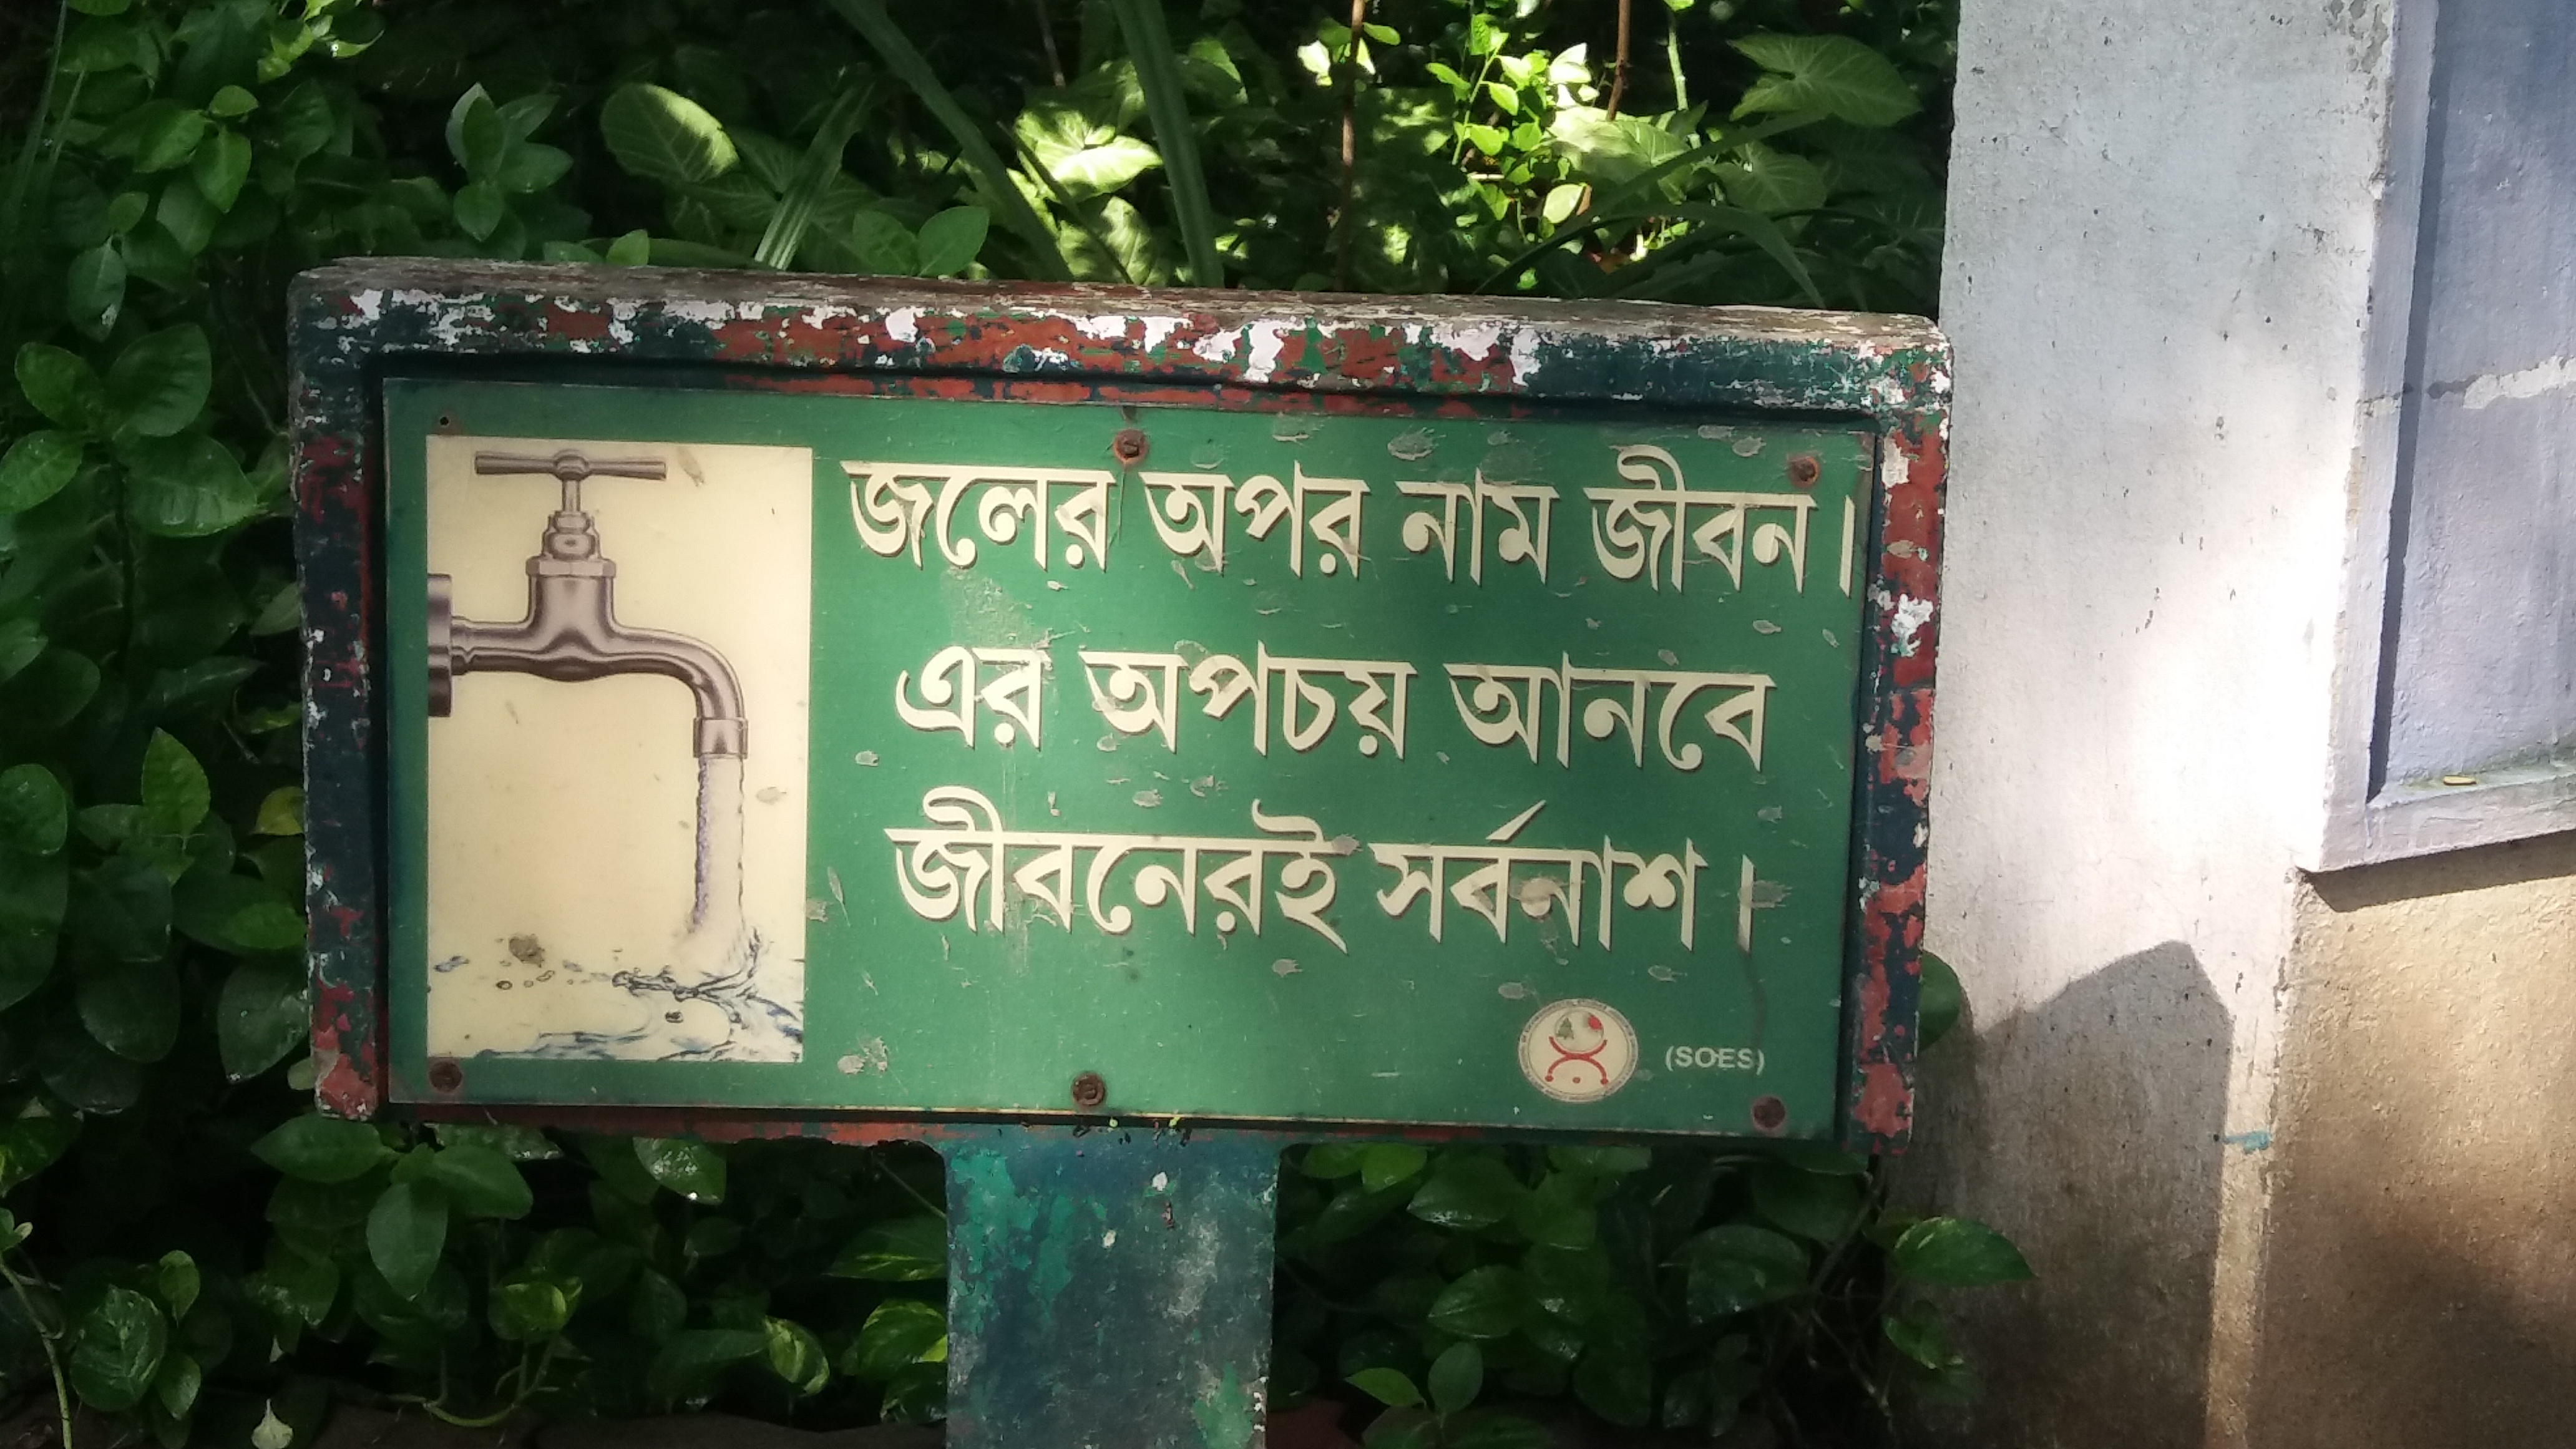 জলের অপর নাম জীবন।
এর অপচয় আনবে
জীবনেরই সর্বনাশ।
(SOES)